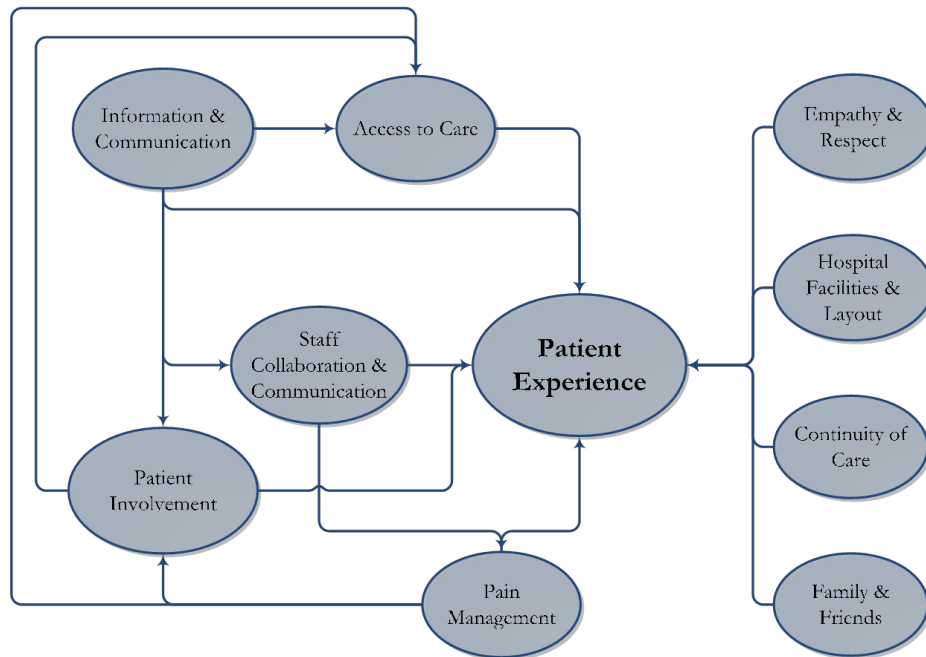 Information &
Communication
Access to Care
Empathy &
Respect
Hospital
Facilities &
Layout
Staff
Collaboration &
Communication
Patient
Experience
Continuity of
Care
Patient
Involvement
Pain
Management
Family &
Friends